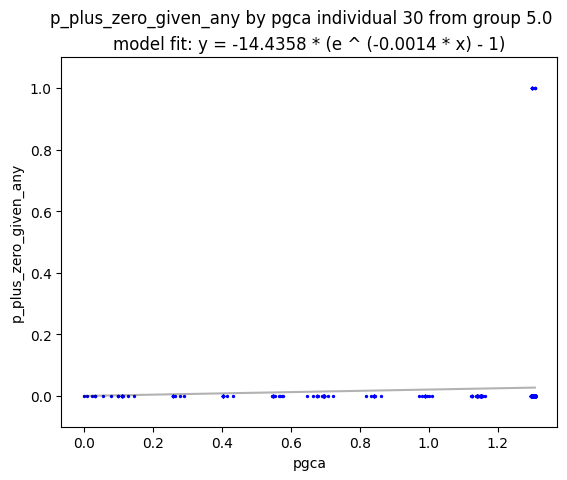 p_plus_zero_given_any by pgca individual 30 from group 5.0
model fit: y = -14.4358 * (e ^ (-0.0014 * x) - 1)
1.0
0.8
0.6
0.4
0.2
0.0
p_plus_zero_given_any
0.0 0.2 0.4 0.6 0.8 1.0 1.2
pgca